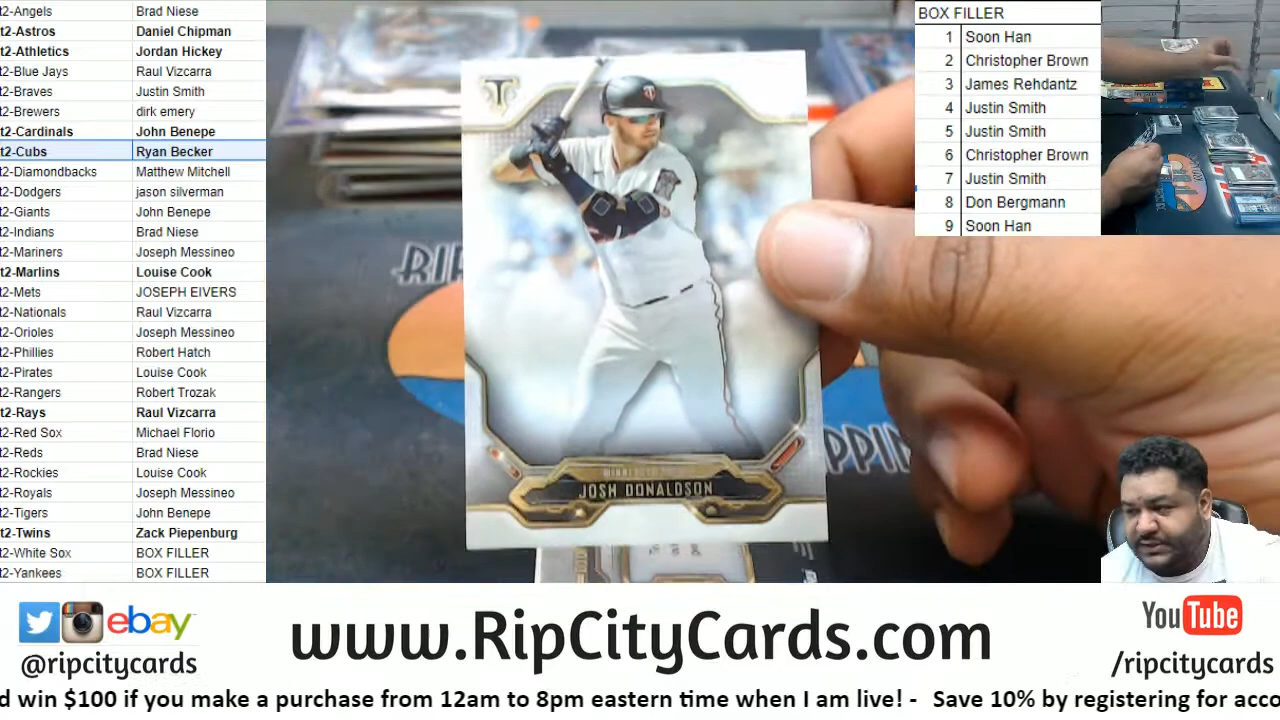 t2-Angels Brad Niese
t2-Astros Daniel Chipman
t2-Athletics Jordan Hickey
t2-Blue Jays Raul Vizcarra
t2-Braves Justin Smith
t2-Brewers dirk emery
t2-Cardinals John Benepe
t2-Cubs Ryan Becker
t2-Diamondbacks Matthew Mitchell
t2-Dodgers jason silverman
t2-Giants John Benepe
t2-Indians Brad Niese
t2-Mariners Joseph Messineo
t2-Marlins Louise Cook
t2-Mets JOSEPH EIVERS
t2-Nationals Raul Vizcarra
t2-Orioles Joseph Messineo
t2-Phillies Robert Hatch
t2-Pirates Louise Cook
t2-Rangers Robert Trozak
t2-Rays Raul Vizcarra
t2-Red Sox Michael Florio
t2-Reds Brad Niese
t2-Rockies Louise Cook
t2-Royals Joseph Messineo
t2-Tigers John Benepe
t2-Twins Zack Piepenburg
t2-White Sox BOX FILLER
t2-Yankees BOX FILLER
JOSH DONALDSON
BOX FILLER
1 Soon Han
2 Christopher Brown
3 James Rehdantz
4 Justin Smith
5 Justin Smith
6 Christopher Brown
7 Justin Smith
8 Don Bergmann
9 Soon Han
ebay
@ripcitycards
www.RipCityCards.com
YouTube
/ripcitycards
d win $100 if you make a purchase from 12am to 8pm eastern time when I am live! - Save 10% by registering for acco